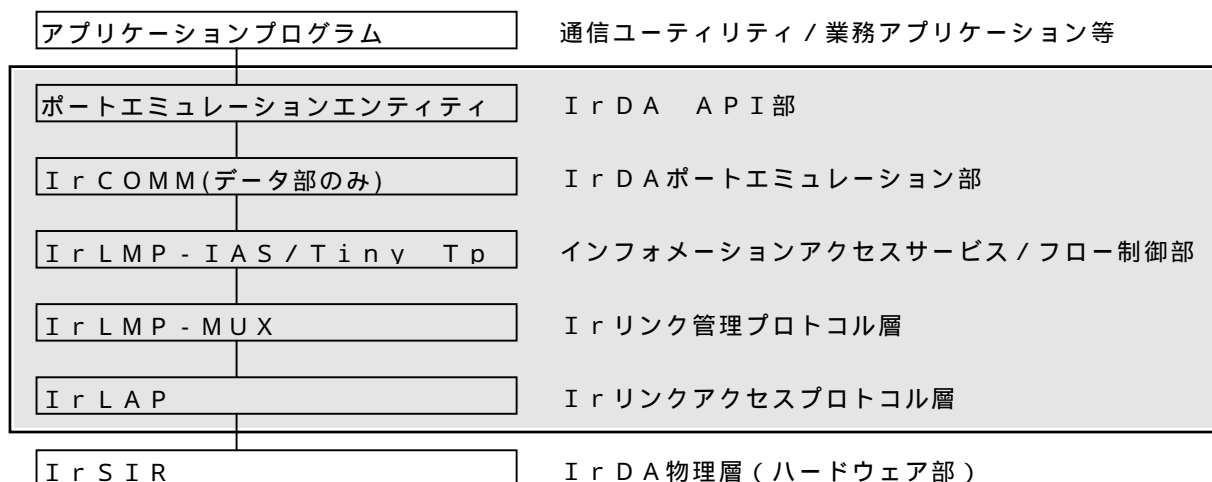 アプリケーションプログラム 通信ユーティリティ/業務アプリケーション等
ポートエミュレーションエンティティ IrDA API部
IrCOMM(データ部のみ) IrDAポートエミュレーション部
IrLMP-IAS/Tiny Tp インフォメーションアクセスサービス/フロー制御部
IrLMP-MUX Irリンク管理プロトコル層
IrLAP Irリンクアクセスプロトコル層
IrSIR IrDA物理層(ハードウェア部)